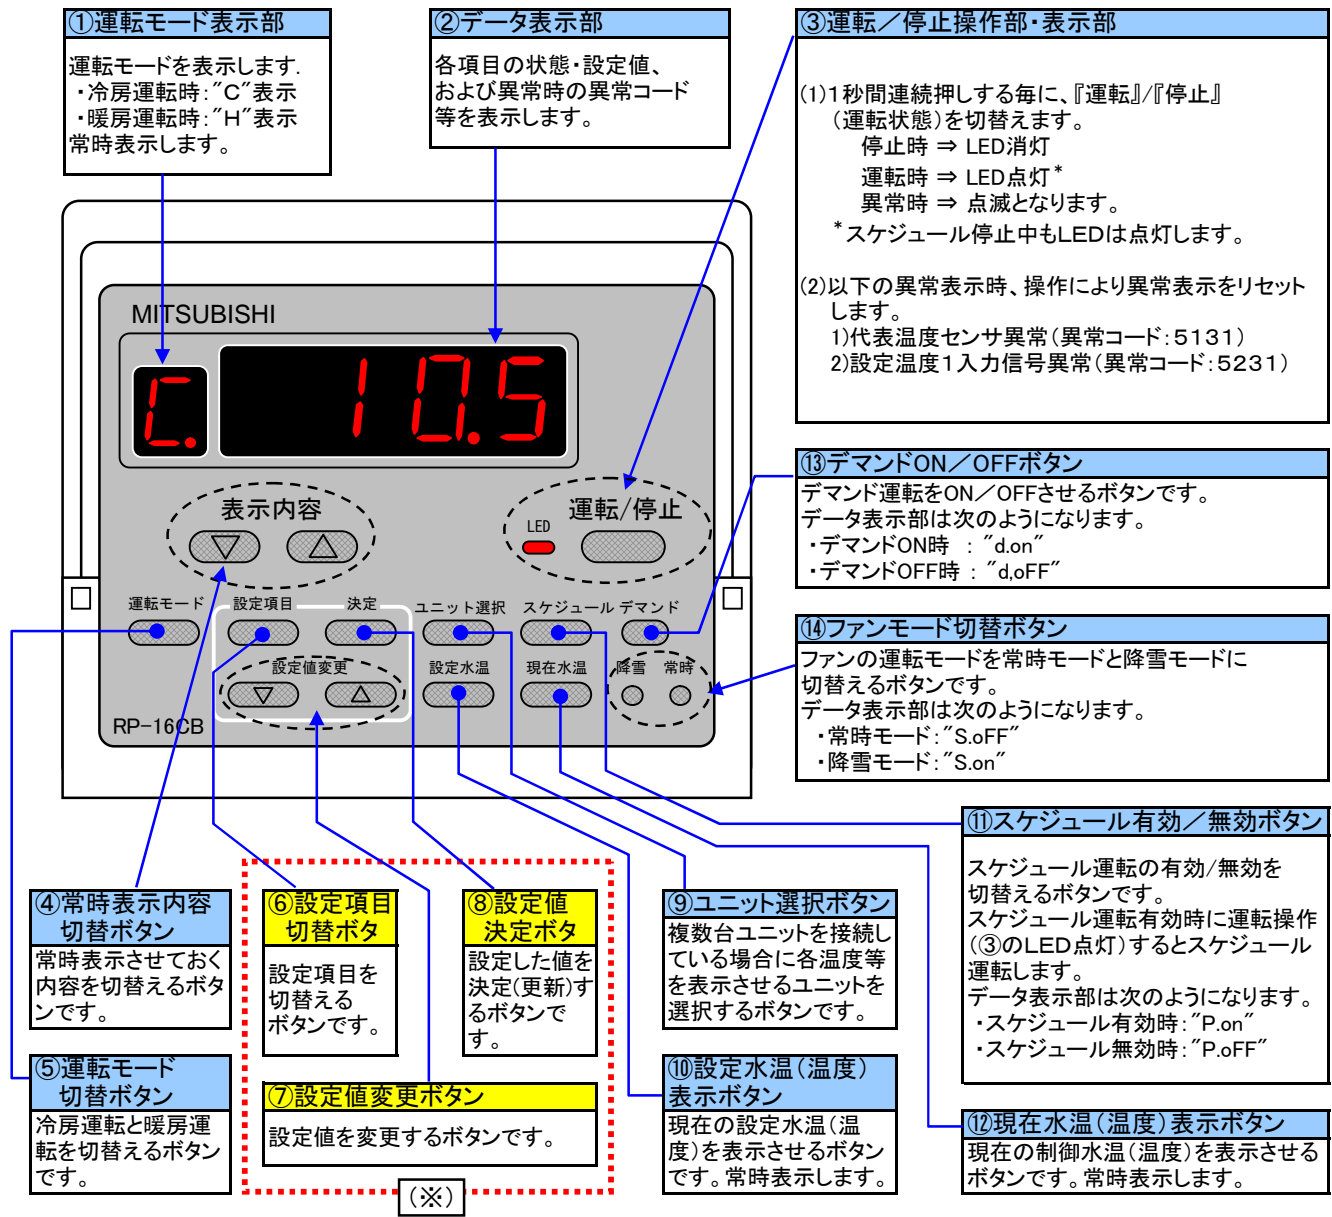 ①運転モード表示部
運転モードを表示します.
・冷房運転時:"C"表示
・暖房運転時:"H"表示
常時表示します。
②データ表示部
各項目の状態・設定値、
および異常時の異常コード
等を表示します。
③運転／停止操作部・表示部
(1)1秒間連続押しする毎に、『運転』/『停止』
(運転状態)を切替えます。
停止時 ⇒ LED消灯
運転時 ⇒ LED点灯*
異常時 ⇒ 点滅となります。
*スケジュール停止中もLEDは点灯します。
(2)以下の異常表示時、操作により異常表示をリセット
します。
1)代表温度センサ異常(異常コード:5131)
2)設定温度1入力信号異常(異常コード:5231)
MITSUBISHI
C. 10.5
表示内容
▽ △
LED
運転/停止
運転モード
設定項目
決定
ユニット選択
スケジュール
デマンド
設定値変更
▽ △
設定水温
現在水温
降雪
常時
RP-16CB
⑬デマンドON／OFFボタン
デマンド運転をON／OFFさせるボタンです。
データ表示部は次のようになります。
・デマンドON時 : "d.on"
・デマンドOFF時 : "d,oFF"
⑭ファンモード切替ボタン
ファンの運転モードを常時モードと降雪モードに
切替えるボタンです。
データ表示部は次のようになります。
・常時モード:"S.oFF"
・降雪モード:"S.on"
⑪スケジュール有効／無効ボタン
スケジュール運転の有効/無効を
切替えるボタンです。
スケジュール運転有効時に運転操作
(③のLED点灯)するとスケジュール
運転します。
データ表示部は次のようになります。
・スケジュール有効時:"P.on"
・スケジュール無効時:"P.oFF"
④常時表示内容
切替ボタン
常時表示させておく
内容を切替えるボタ
ンです。
⑥設定項目
切替ボタ
設定項目を
切替える
ボタンです。
⑧設定値
決定ボタ
設定した値を
決定(更新)す
るボタンで
す。
⑨ユニット選択ボタン
複数台ユニットを接続し
ている場合に各温度等
を表示させるユニットを
選択するボタンです。
⑤運転モード
切替ボタン
冷房運転と暖房運
転を切替えるボタン
です。
⑦設定値変更ボタン
設定値を変更するボタンです。
(※)
⑩設定水温(温度)
表示ボタン
現在の設定水温(温
度)を表示させるボタン
です。常時表示します。
⑫現在水温(温度)表示ボタン
現在の制御水温(温度)を表示させる
ボタンです。常時表示します。